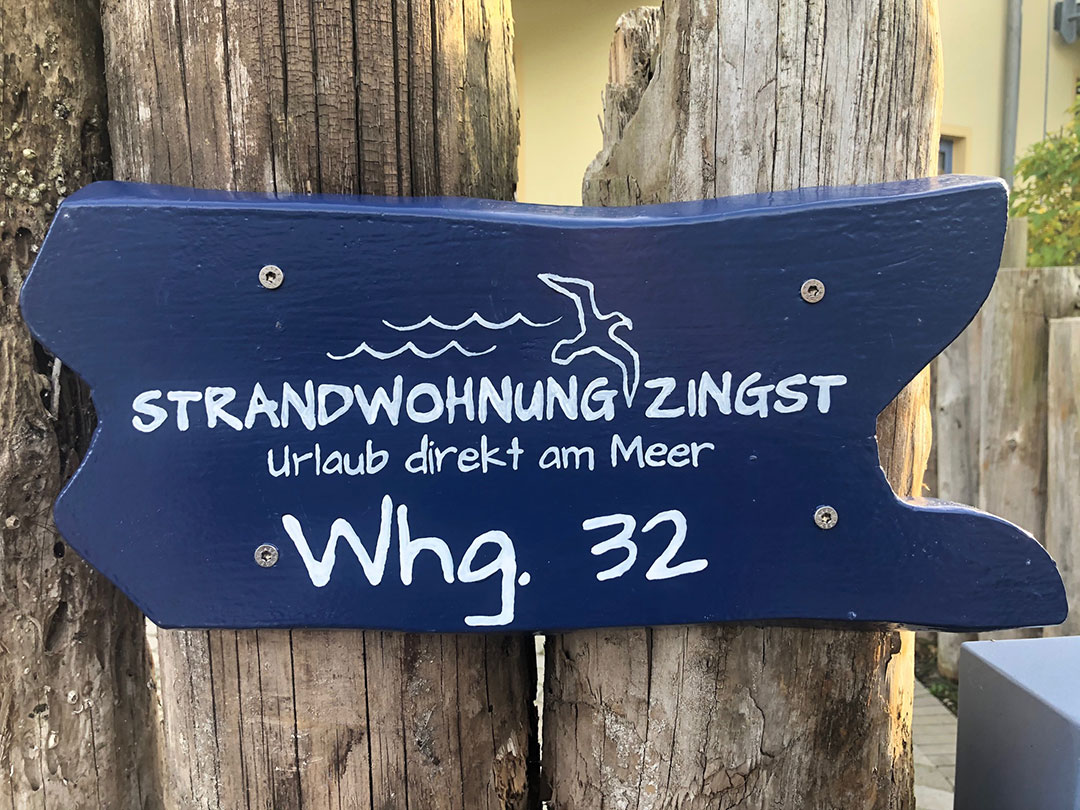 STRANDWOHNUNG ZINGST
Urlaub direkt am Meer
Whg. 32